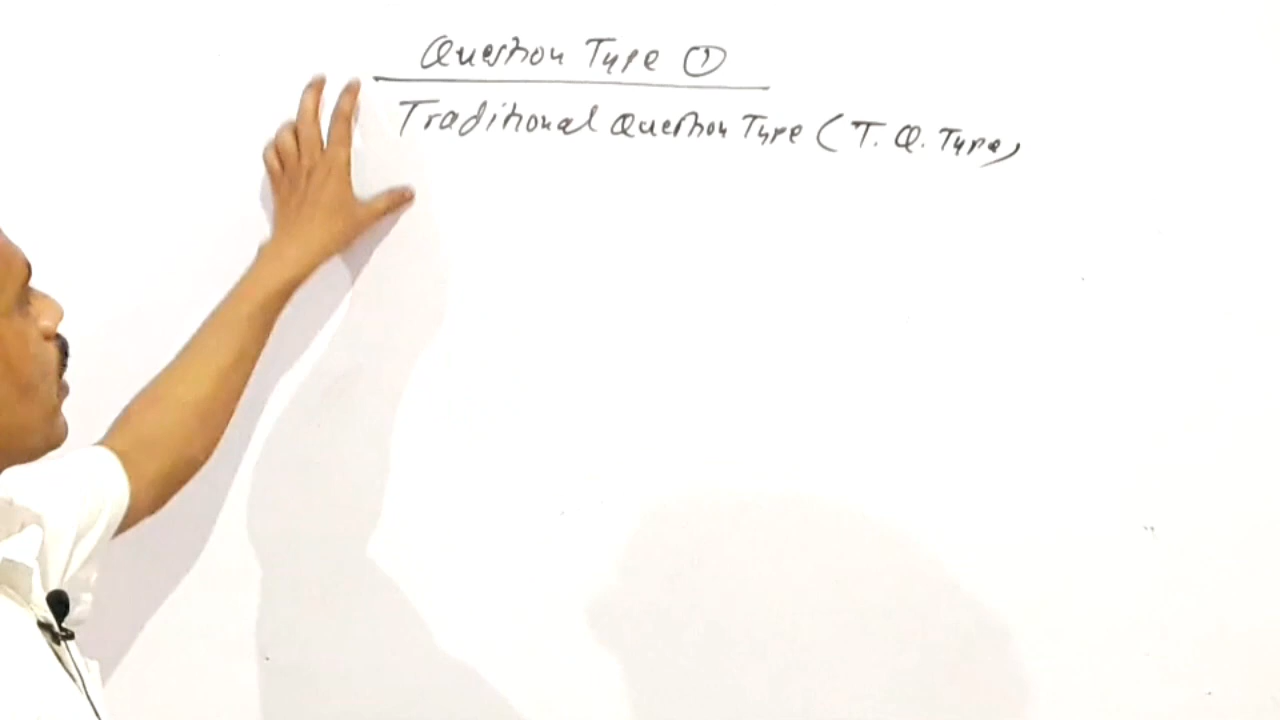 Question Type ①
Traditional Question Type (T. Q. Type)